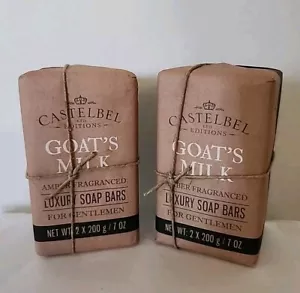 CASTELBEL
EDITIONS
GOAT'S
MILK
AMBER FRAGRANCED
LUXURY SOAP BARS
FOR GENTLEMEN
NET WT: 2 X 200 g / 7 OZ
CASTELBEL
EDITIONS
GOAT'S
MILK
AMBER FRAGRANCED
LUXURY SOAP BARS
FOR GENTLEMEN
NET WT: 2 X 200 g / 7 OZ